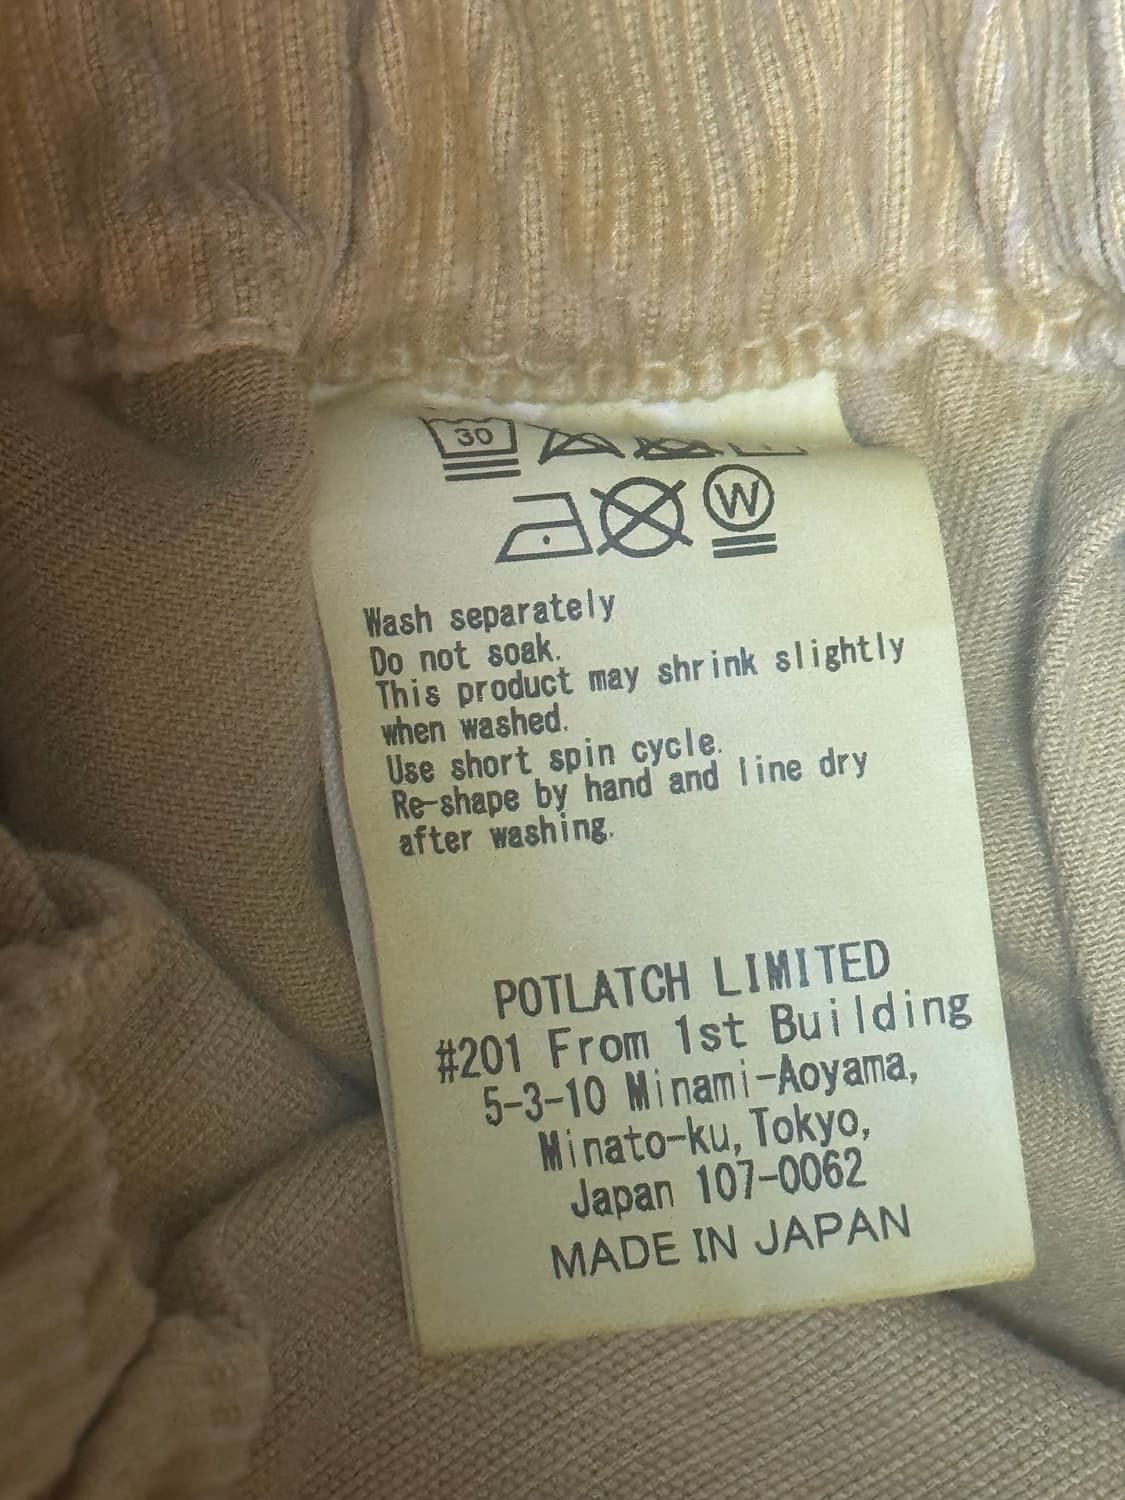 30
W
Wash separately
Do not soak.
This product may shrink slightly
when washed.
Use short spin cycle.
Re-shape by hand and line dry
after washing.
POTLATCH LIMITED
#201 From 1st Building
5-3-10 Minami-Aoyama,
Minato-ku, Tokyo,
Japan 107-0062
MADE IN JAPAN